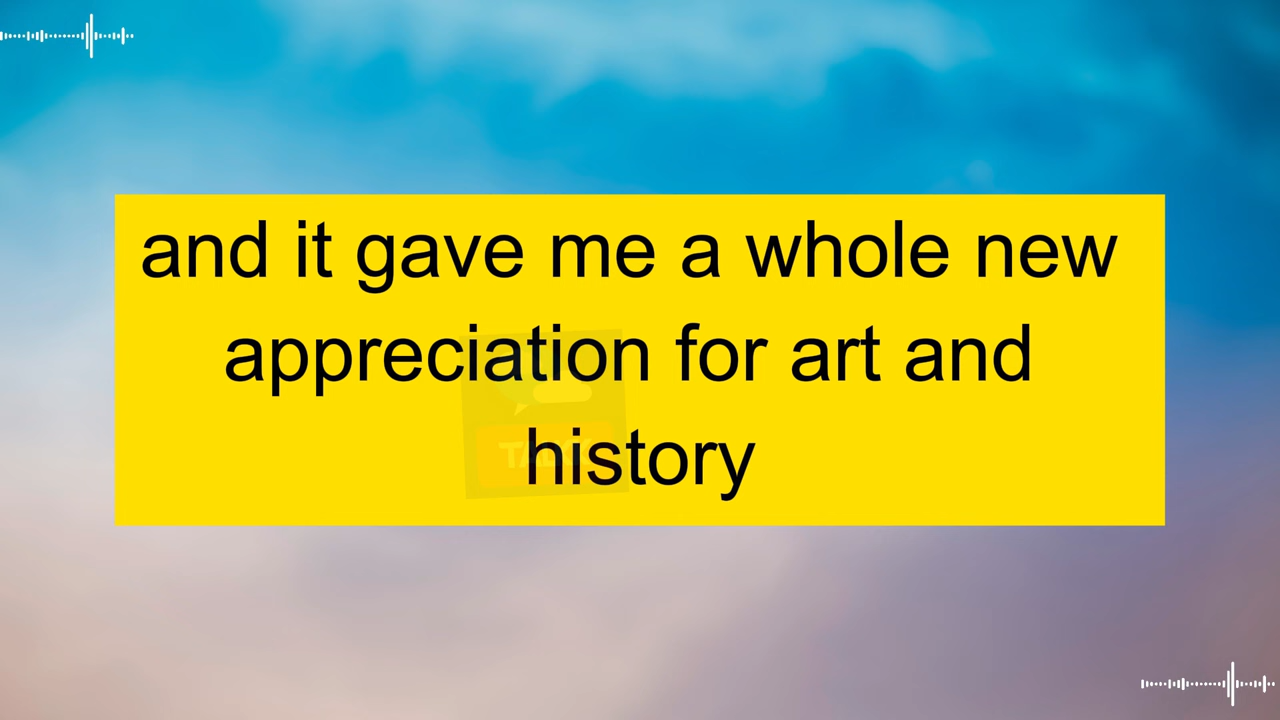 and it gave me a whole new
appreciation for art and
history